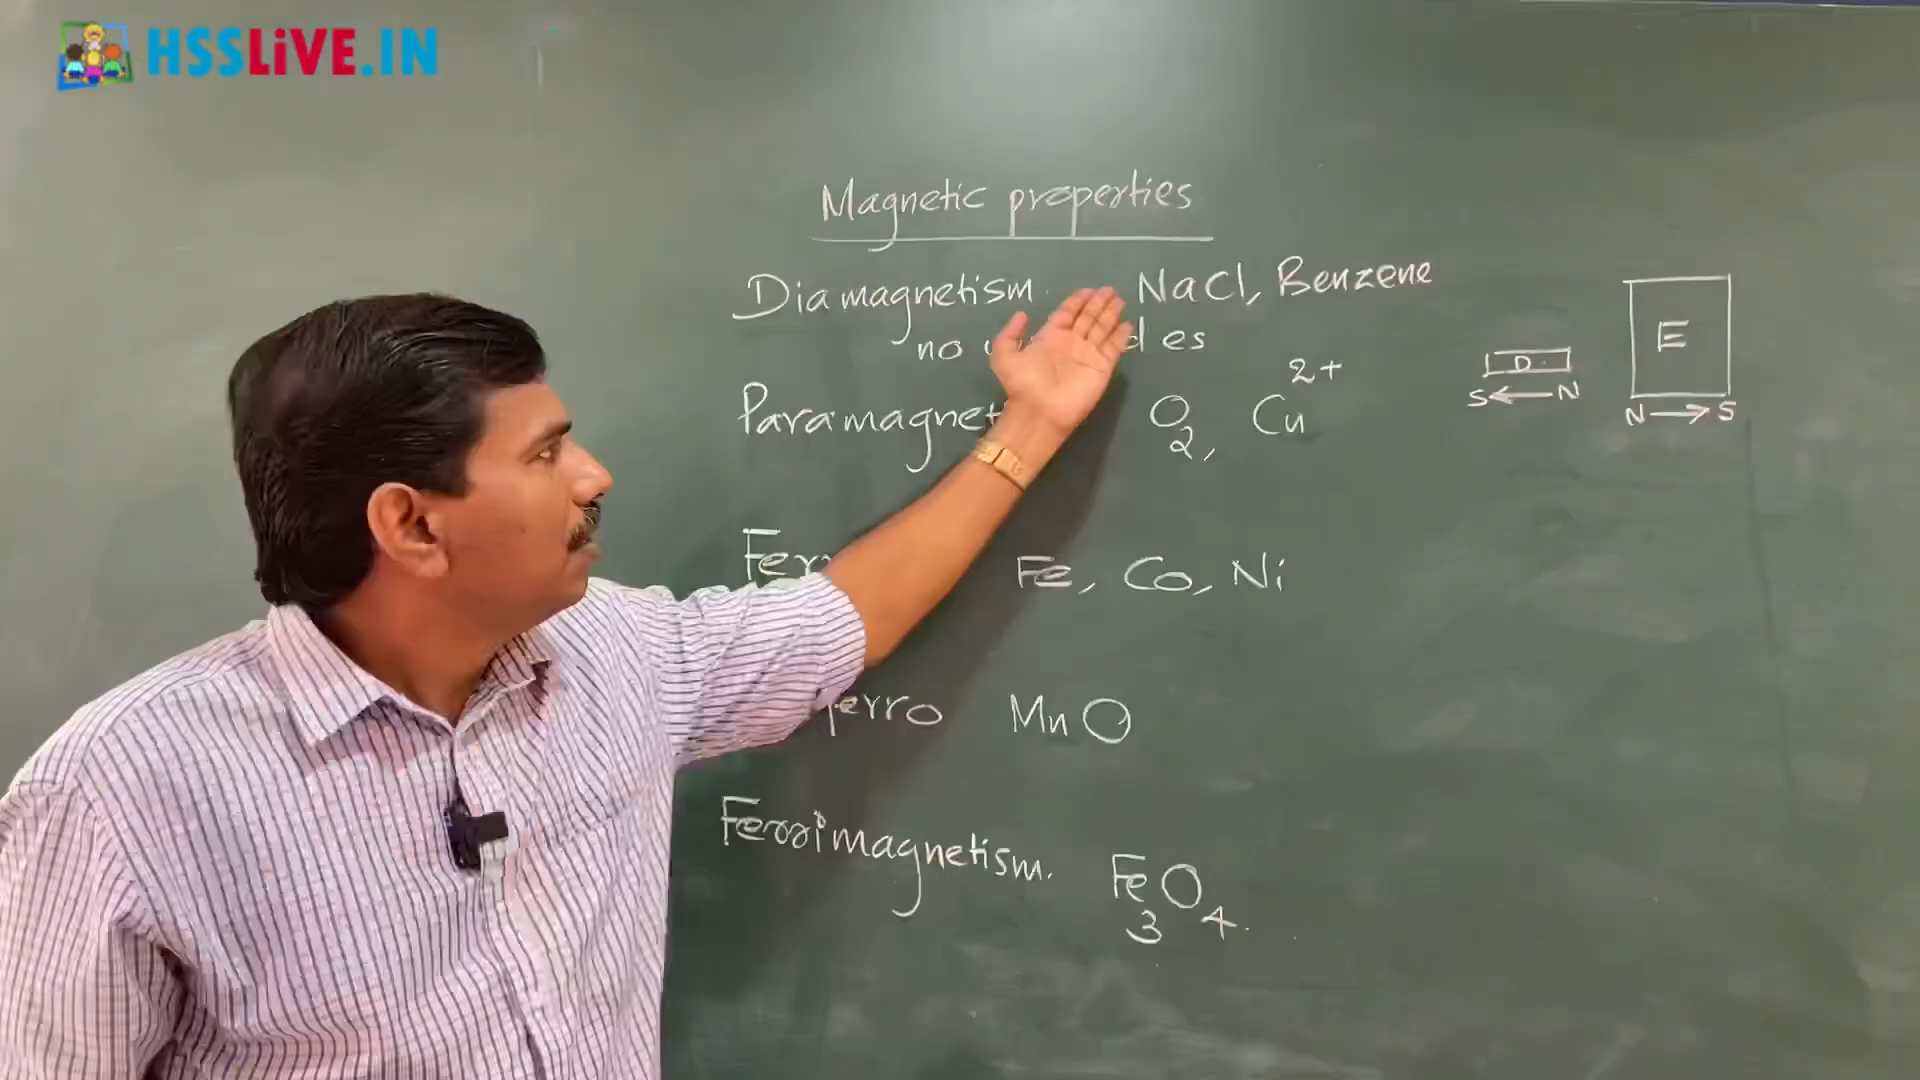 HSSLiVE.IN
Magnetic properties
Diamagnetism NaCl, Benzene
no
Paramagnet O2, Cu2+
E
D
S ← N
N → S
Fe, Co, Ni
ferro MnO
Ferrimagnetism. Fe3O4.